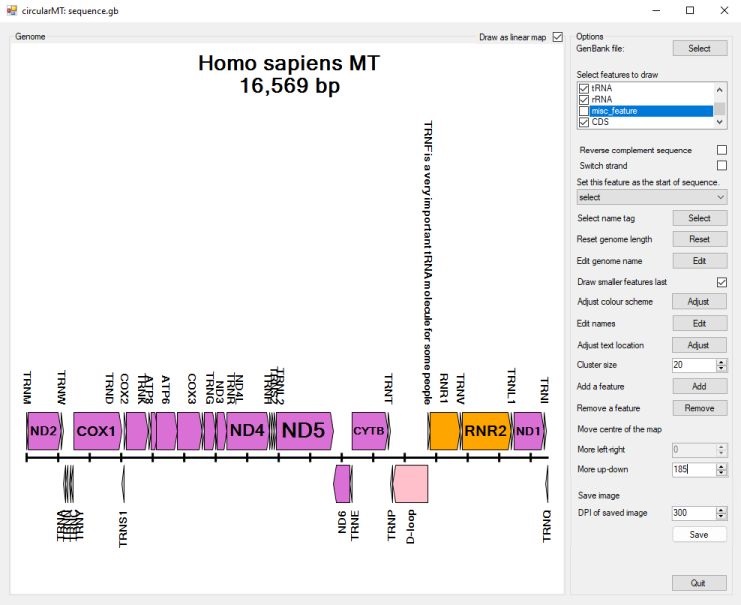 circularMT: sequence.gb
Genome
Draw as linear map
Options
GenBank file:
Select
Homo sapiens MT
16,569 bp
Select features to draw
tRNA
rRNA
misc_feature
CDS
Reverse complement sequence
Switch strand
Set this feature as the start of sequence.
select
Select name tag
Select
Reset genome length
Reset
Edit genome name
Edit
Draw smaller features last
Adjust colour scheme
Adjust
Edit names
Edit
Adjust text location
Adjust
Cluster size
20
Add a feature
Add
Remove a feature
Remove
Move centre of the map
More left-right
0
More up-down
185
Save image
DPI of saved image
300
Save
Quit
TRNM
TRNW
TRND
COX2
TRNK
ATP8
ATP6
COX3
TRNG
ND3
TRNR
ND4L
TRNH
TRNL2
TRNF is a very important tRNA molecule for some people
TRNT
RNR1
TRNV
TRNL1
TRNI
ND2
COX1
ND4
ND5
CYTB
RNR2
ND1
TRNA
TRNN
TRNC
TRNY
TRNS1
ND6
TRNE
TRNP
D-loop
TRNQ